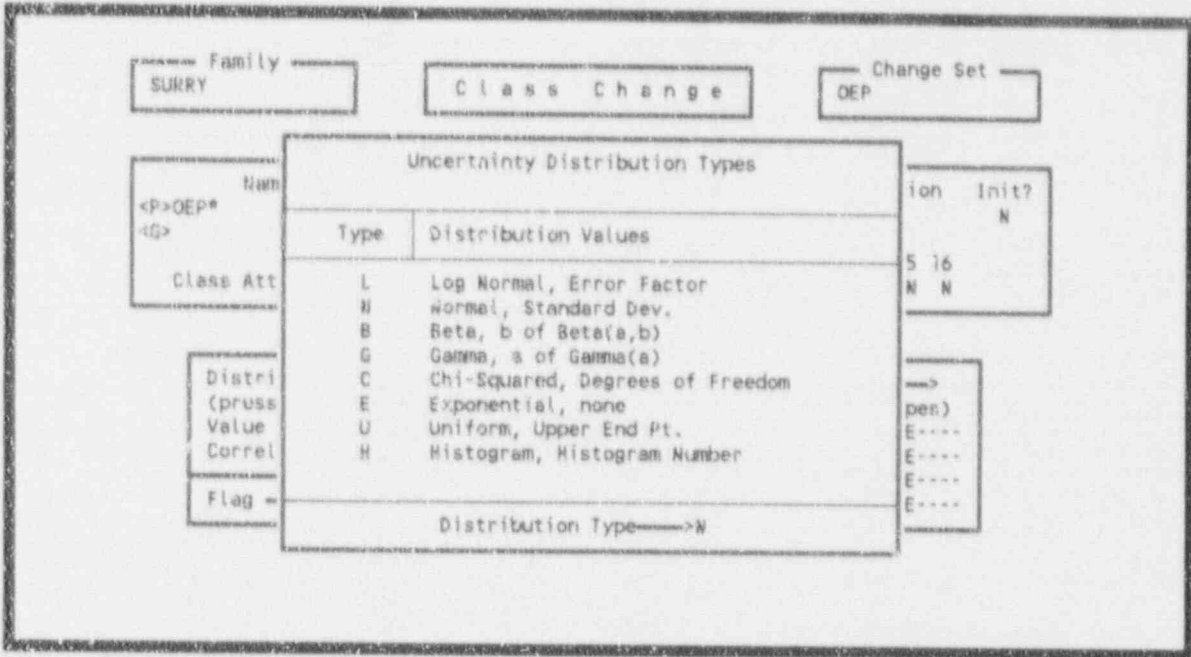 Family
SURRY
Class Change
Change Set
OEP
Uncertainty Distribution Types
Nam
ion Init?
<P>OEP*
N
<G>
Type Distribution Values
5 16
Class Att
N N
L Log Normal, Error Factor
N Normal, Standard Dev.
B Beta, b of Beta(a,b)
G Gamma, a of Gamma(a)
C Chi-Squared, Degrees of Freedom
E Exponential, none
U Uniform, Upper End Pt.
H Histogram, Histogram Number
Distri
(pruss
Value
Correl
Flag
-->
pen)
E----
E----
E----
E----
Distribution Type---->N